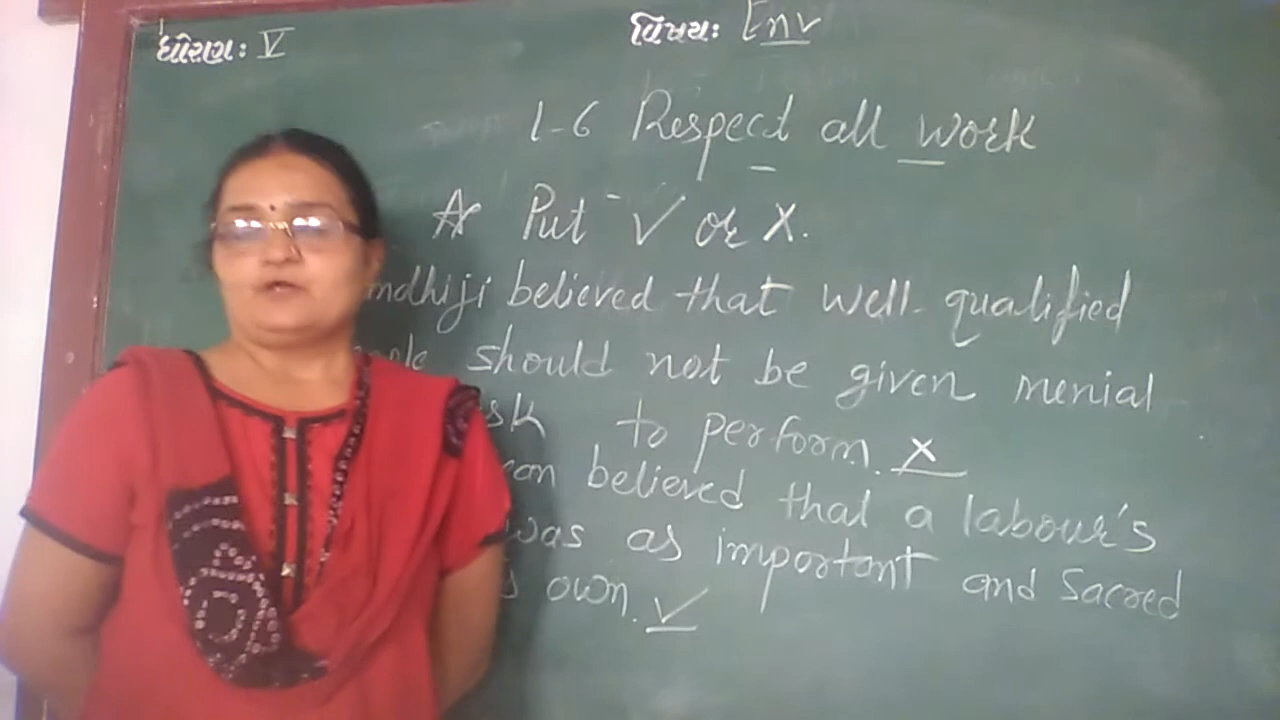 ધોરણ: V વિષય: Env
1-6 Respect all work
A Put ✓ or X.
ndhiji believed that well-qualified
should not be given menial
sk to perform. X
believed that a labour's
was as important and Sacred
own. ✓